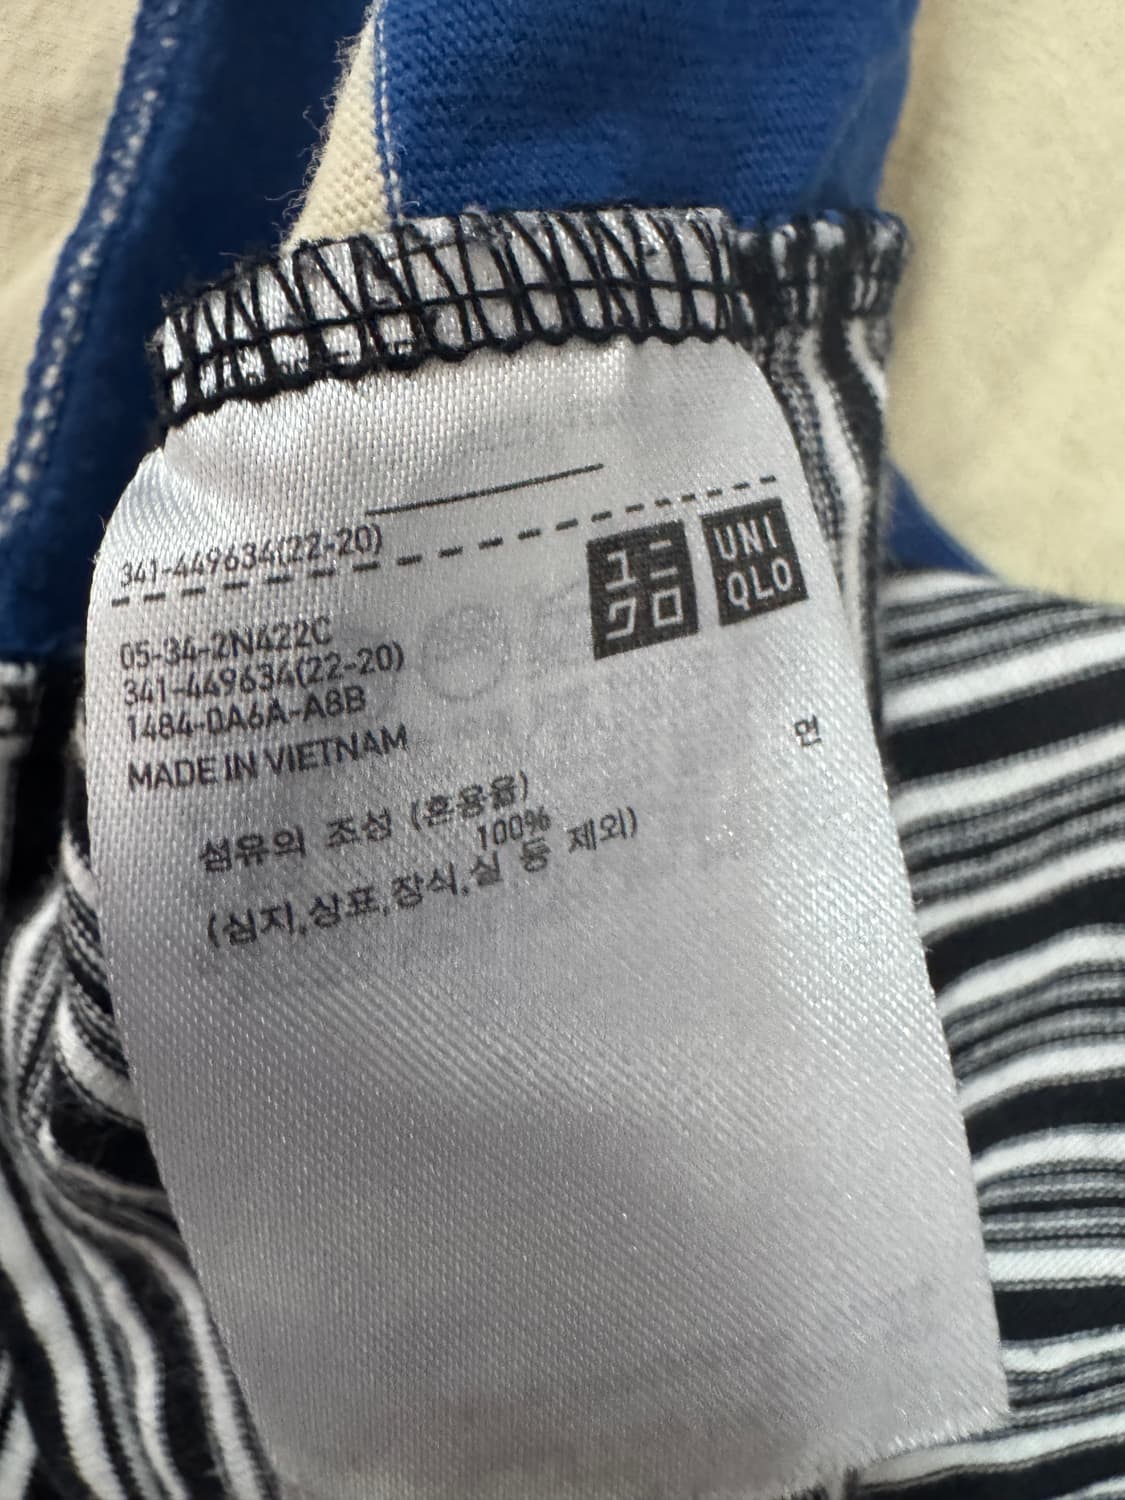 341-449634(22-20)
ユニ
クロ
UNI
QLO
05-34-2N422C
341-449634(22-20)
1484-0A6A-A8B
MADE IN VIETNAM
섬유의 조성 (혼용율)
면
100%
(심지,상표,장식,실 등 제외)